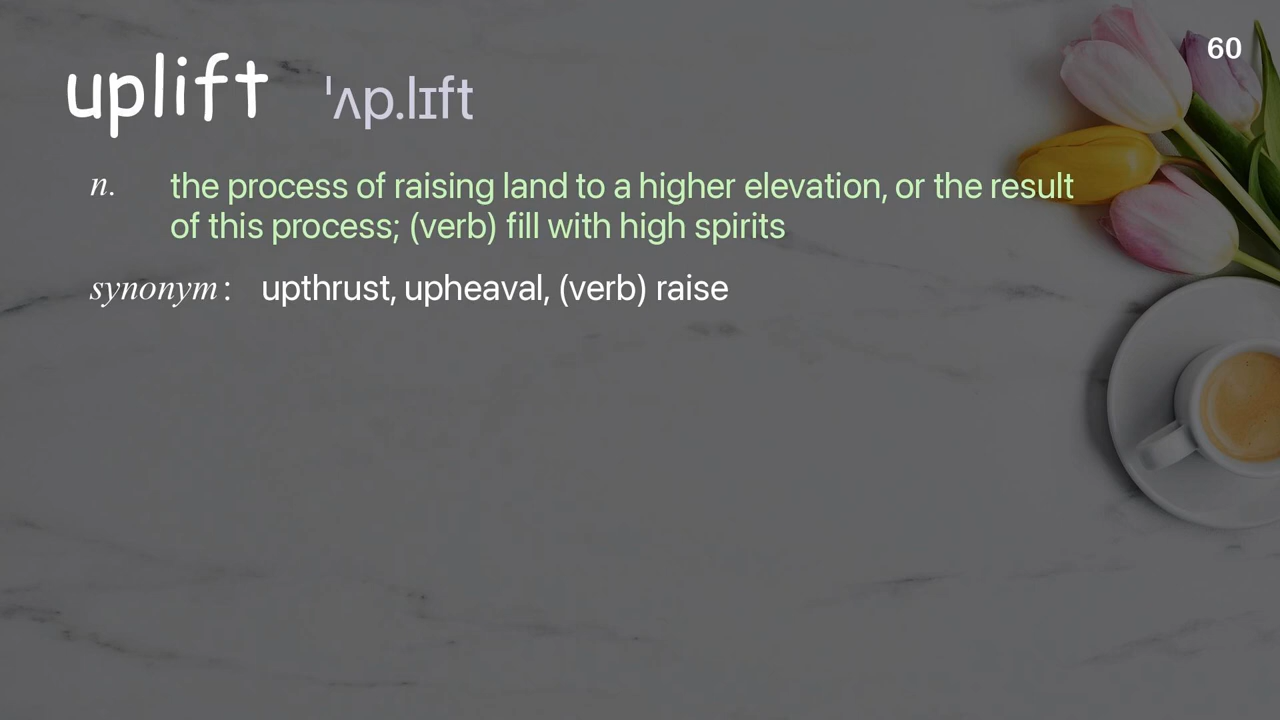 60
uplift ˈʌp.lɪft
n. the process of raising land to a higher elevation, or the result
of this process; (verb) fill with high spirits
synonym: upthrust, upheaval, (verb) raise